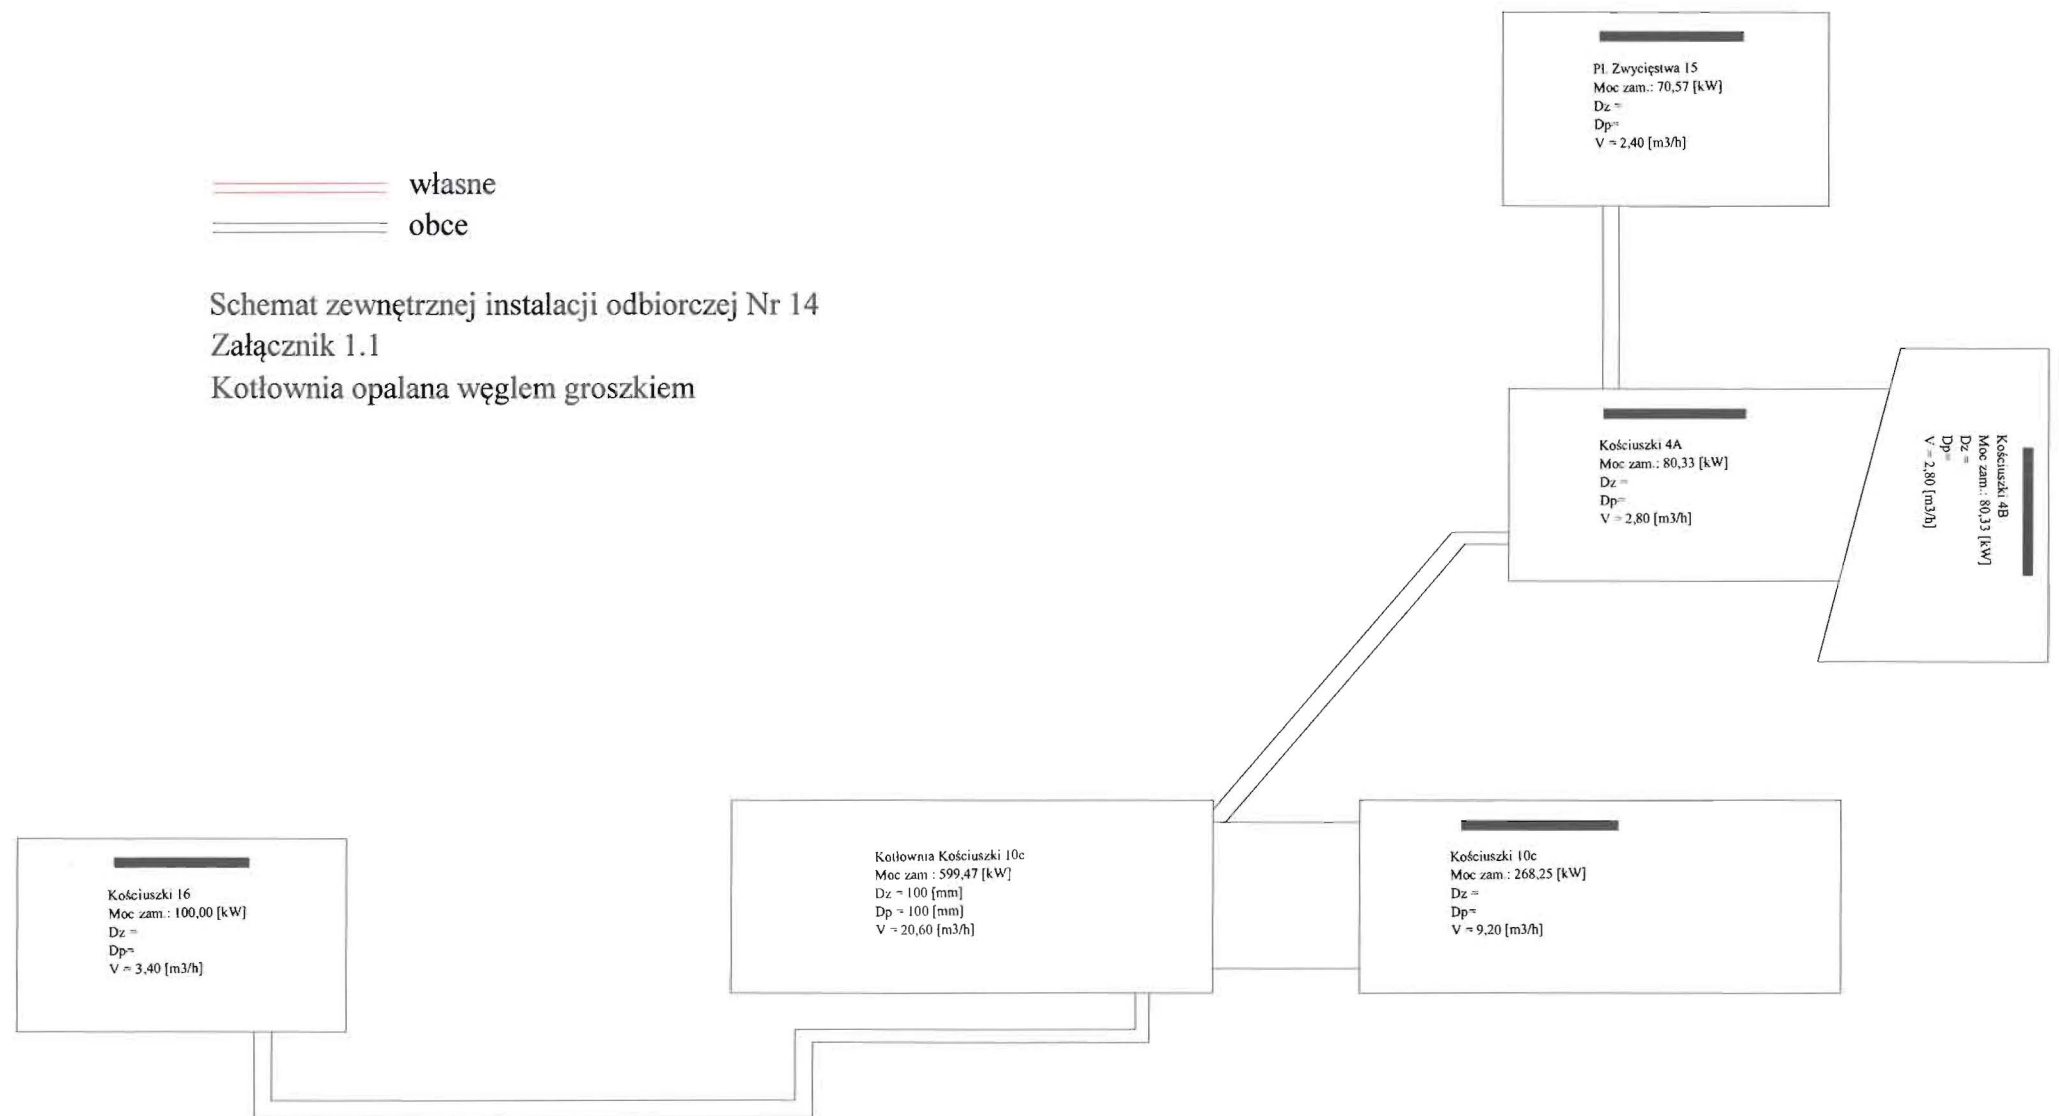 własne
obce
Schemat zewnętrznej instalacji odbiorczej Nr 14
Załącznik 1.1
Kotłownia opalana węglem groszkiem
Pl. Zwycięstwa 15
Moc zam.: 70,57 [kW]
Dz =
Dp=
V = 2,40 [m3/h]
Kościuszki 4A
Moc zam.: 80,33 [kW]
Dz =
Dp=
V = 2,80 [m3/h]
Kościuszki 4B
Moc zam.: 80,33 [kW]
Dz =
Dp=
V = 2,80 [m3/h]
Kościuszki 16
Moc zam.: 100,00 [kW]
Dz =
Dp=
V = 3,40 [m3/h]
Kotłownia Kościuszki 10c
Moc zam : 599,47 [kW]
Dz = 100 [mm]
Dp = 100 [mm]
V = 20,60 [m3/h]
Kościuszki 10c
Moc zam.: 268,25 [kW]
Dz =
Dp=
V = 9,20 [m3/h]